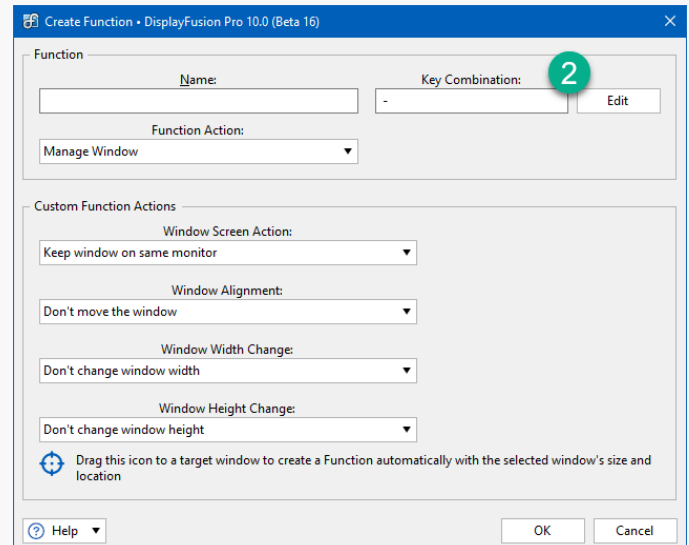 Create Function • DisplayFusion Pro 10.0 (Beta 16)
Function
Name:
Key Combination:
2
-
Edit
Function Action:
Manage Window
Custom Function Actions
Window Screen Action:
Keep window on same monitor
Window Alignment:
Don't move the window
Window Width Change:
Don't change window width
Window Height Change:
Don't change window height
Drag this icon to a target window to create a Function automatically with the selected window's size and
location
? Help
OK
Cancel